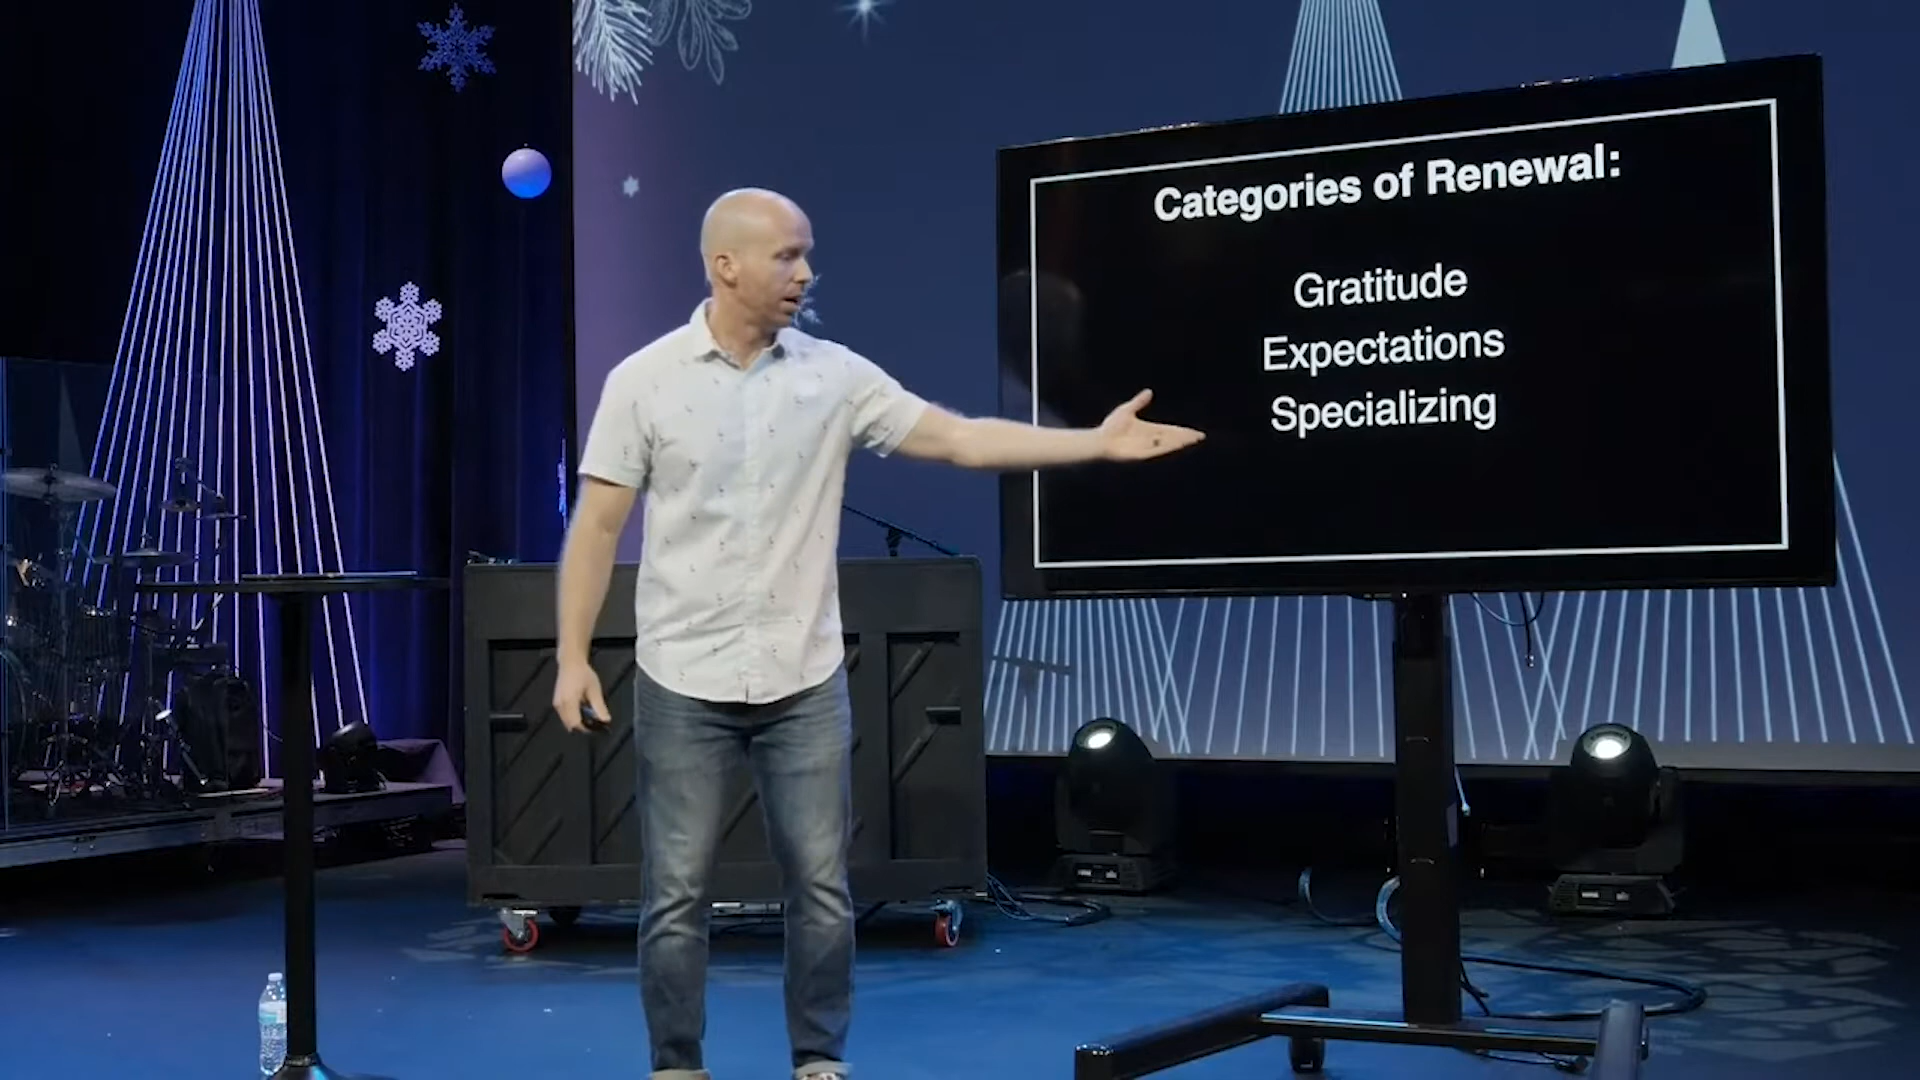 Categories of Renewal:
Gratitude
Expectations
Specializing